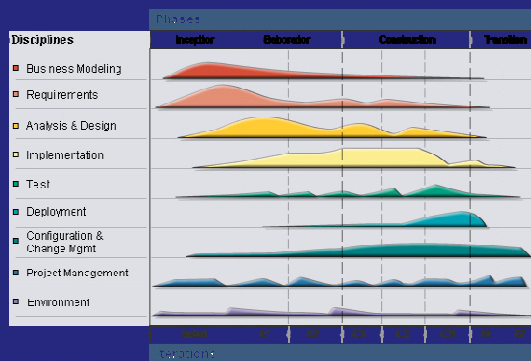 Phases
Disciplines
Inception
Elaboration
Construction
Transition
Business Modeling
Requirements
Analysis & Design
Implementation
Test
Deployment
Configuration &
Change Mgmt
Project Management
Environment
Iterations